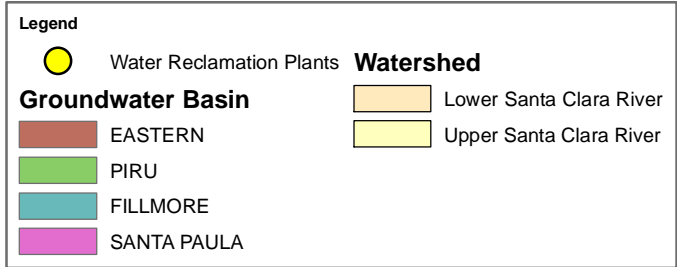 Legend
Water Reclamation Plants
Groundwater Basin
EASTERN
PIRU
FILLMORE
SANTA PAULA
Watershed
Lower Santa Clara River
Upper Santa Clara River